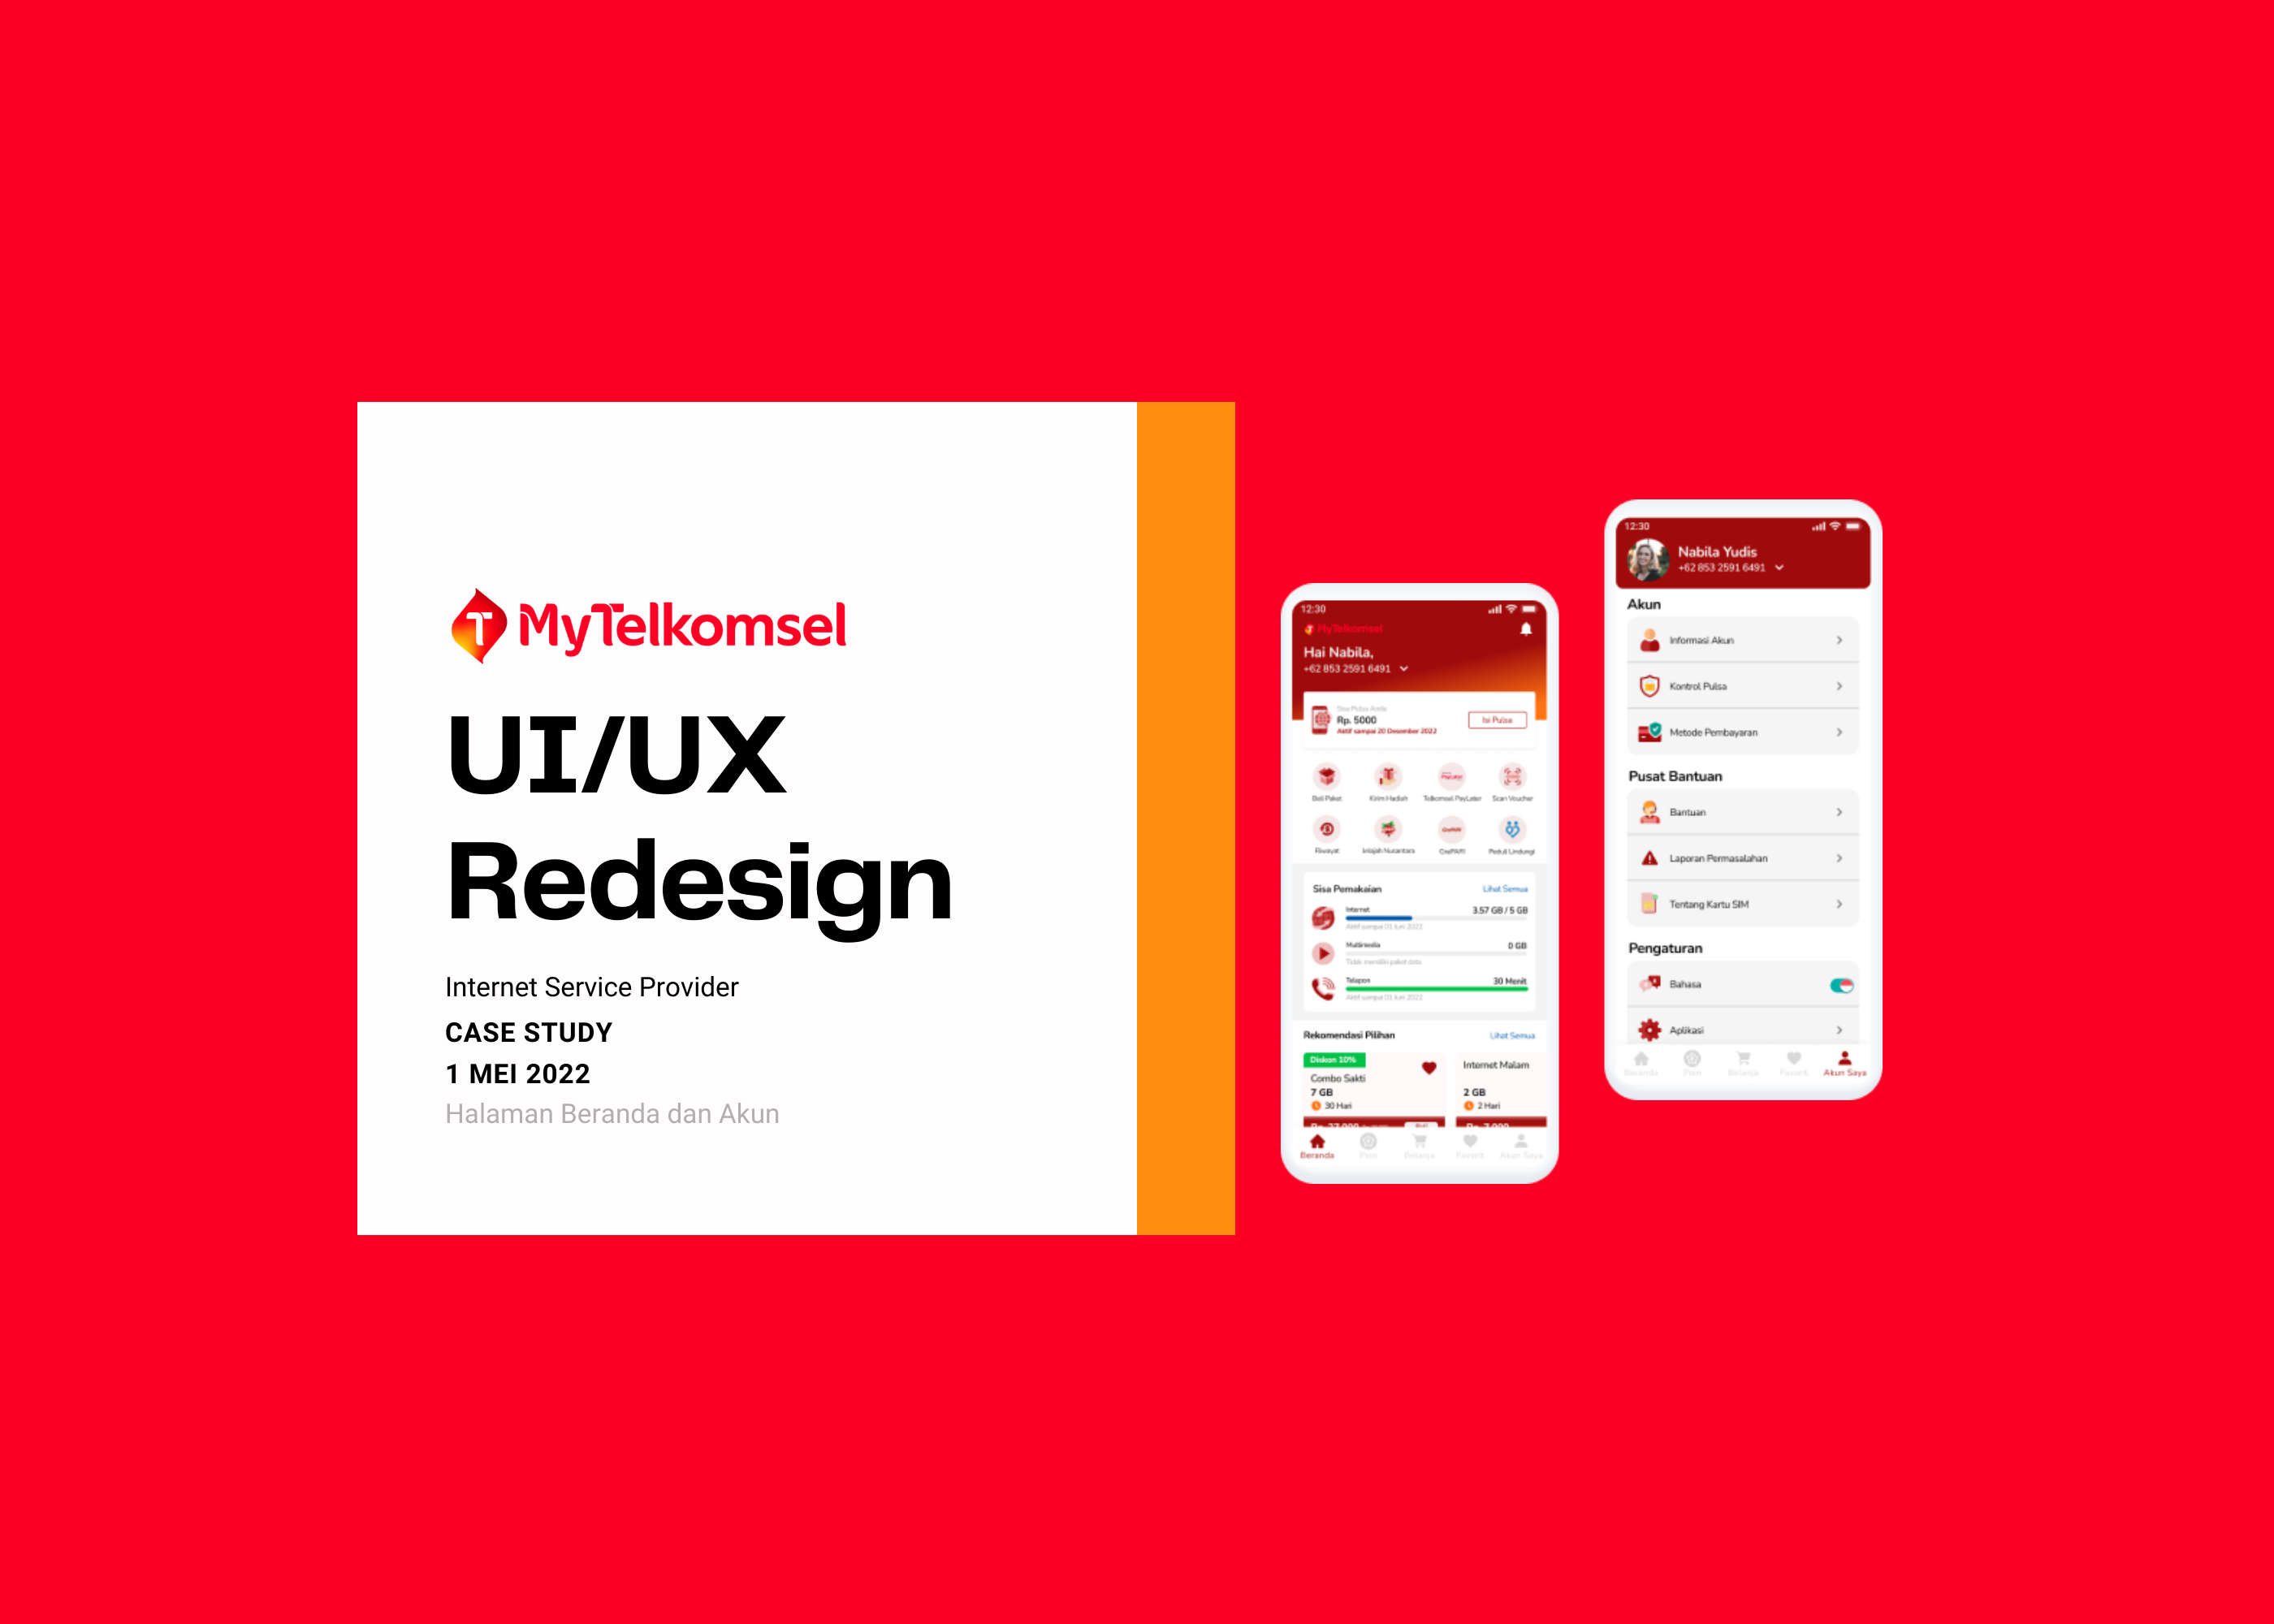 MyTelkomsel
UI/UX
Redesign
Internet Service Provider
CASE STUDY
1 MEI 2022
Halaman Beranda dan Akun
12:30
MyTelkomsel
Hai Nabila,
+62 853 2591 6491
Sisa Pulsa Anda
Rp. 5000
Aktif sampai 20 Desember 2022
Isi Pulsa
Beli Paket
Kirim Hadiah
Telkomsel PayLater
Scan Voucher
Riwayat
Jelajah Nusantara
GraPARI
Peduli Lindungi
Sisa Pemakaian
Lihat Semua
Internet
3.57 GB / 5 GB
Aktif sampai 01 Juni 2022
Multimedia
0 GB
Tidak memiliki paket data
Telepon
30 Menit
Aktif sampai 01 Juni 2022
Rekomendasi Pilihan
Lihat Semua
Diskon 10%
Combo Sakti
7 GB
30 Hari
Internet Malam
2 GB
2 Hari
Beranda
Poin
Belanja
Favorit
Akun Saya
12:30
Nabila Yudis
+62 853 2591 6491
Akun
Informasi Akun
Kontrol Pulsa
Metode Pembayaran
Pusat Bantuan
Bantuan
Laporan Permasalahan
Tentang Kartu SIM
Pengaturan
Bahasa
Aplikasi
Beranda
Poin
Belanja
Favorit
Akun Saya